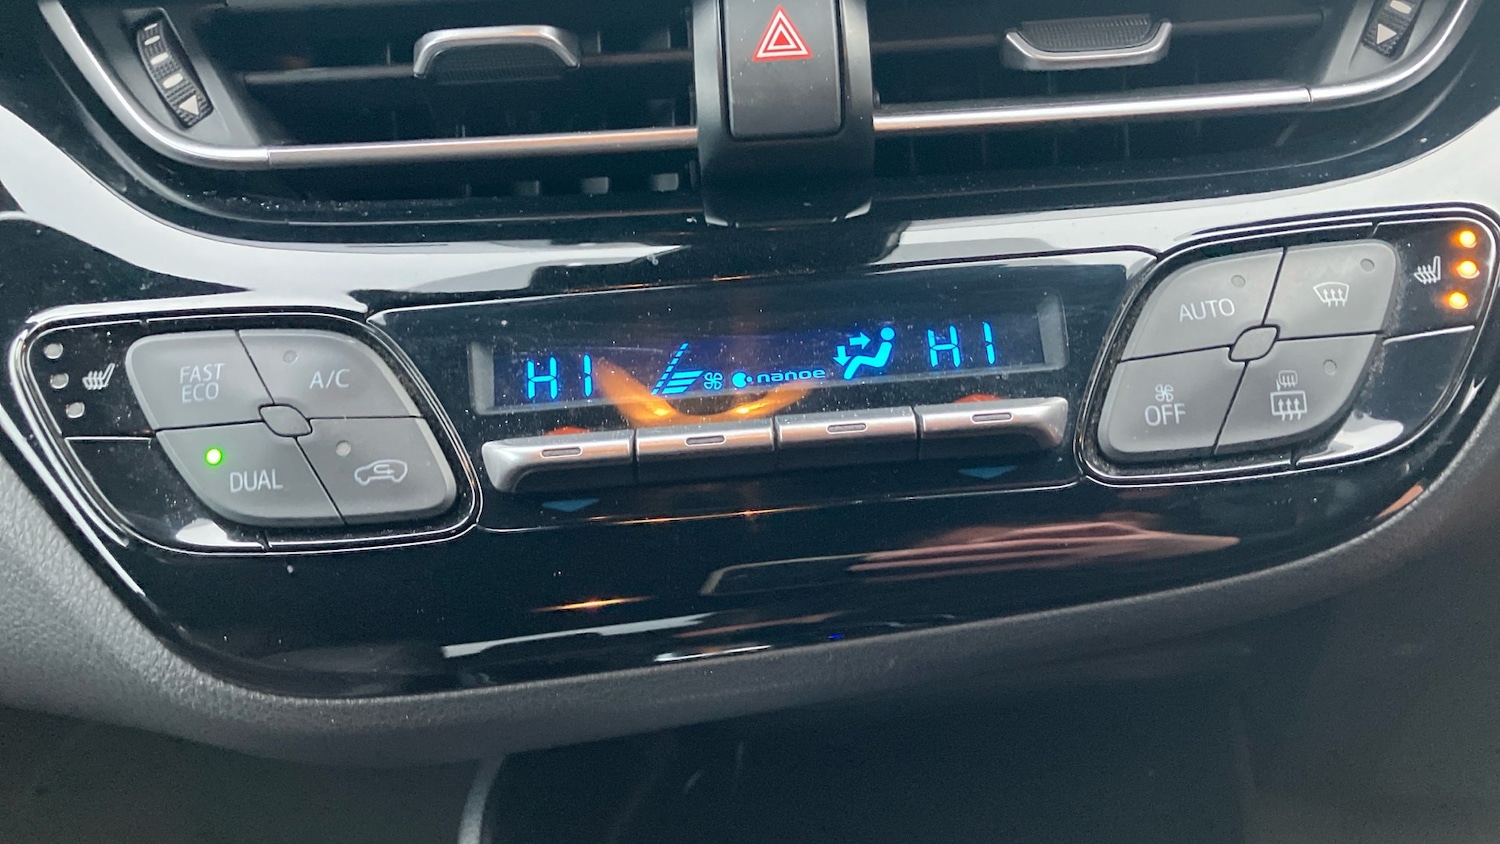 HI
nanoe
HI
FAST
ECO
A/C
DUAL
AUTO
OFF